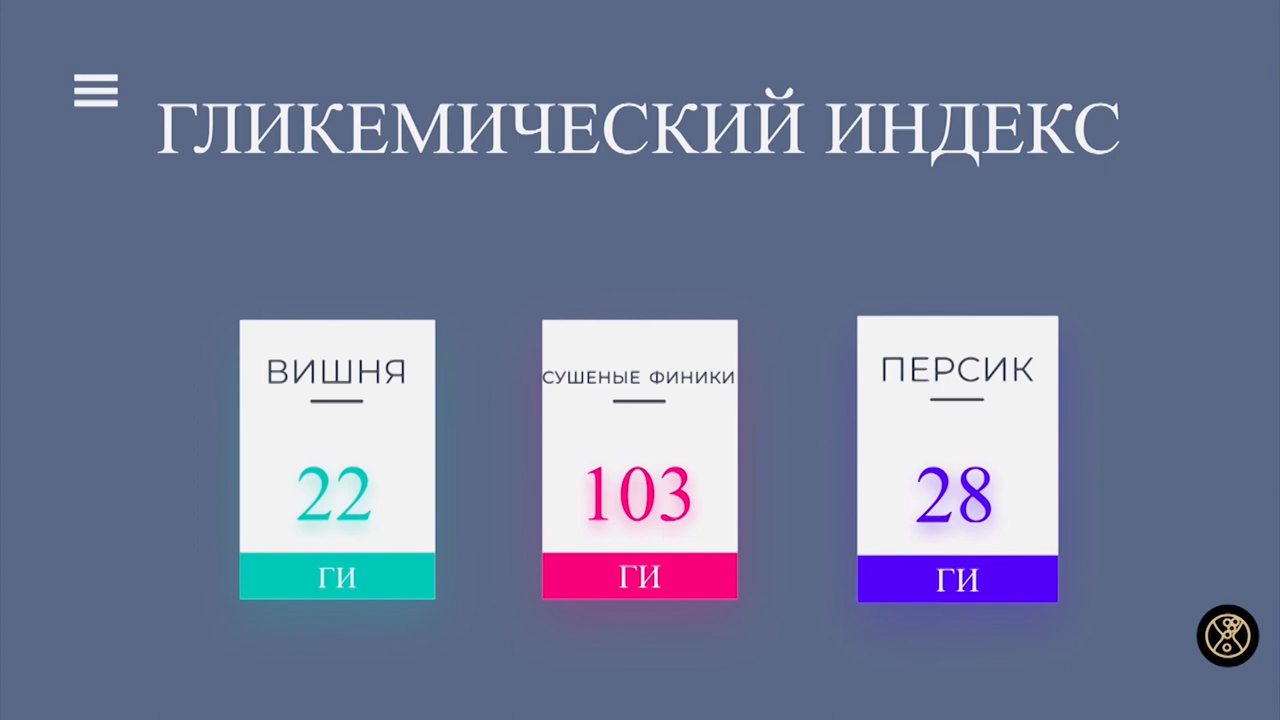 ГЛИКЕМИЧЕСКИЙ ИНДЕКС
ВИШНЯ
22
ГИ
СУШЕНЫЕ ФИНИКИ
103
ГИ
ПЕРСИК
28
ГИ